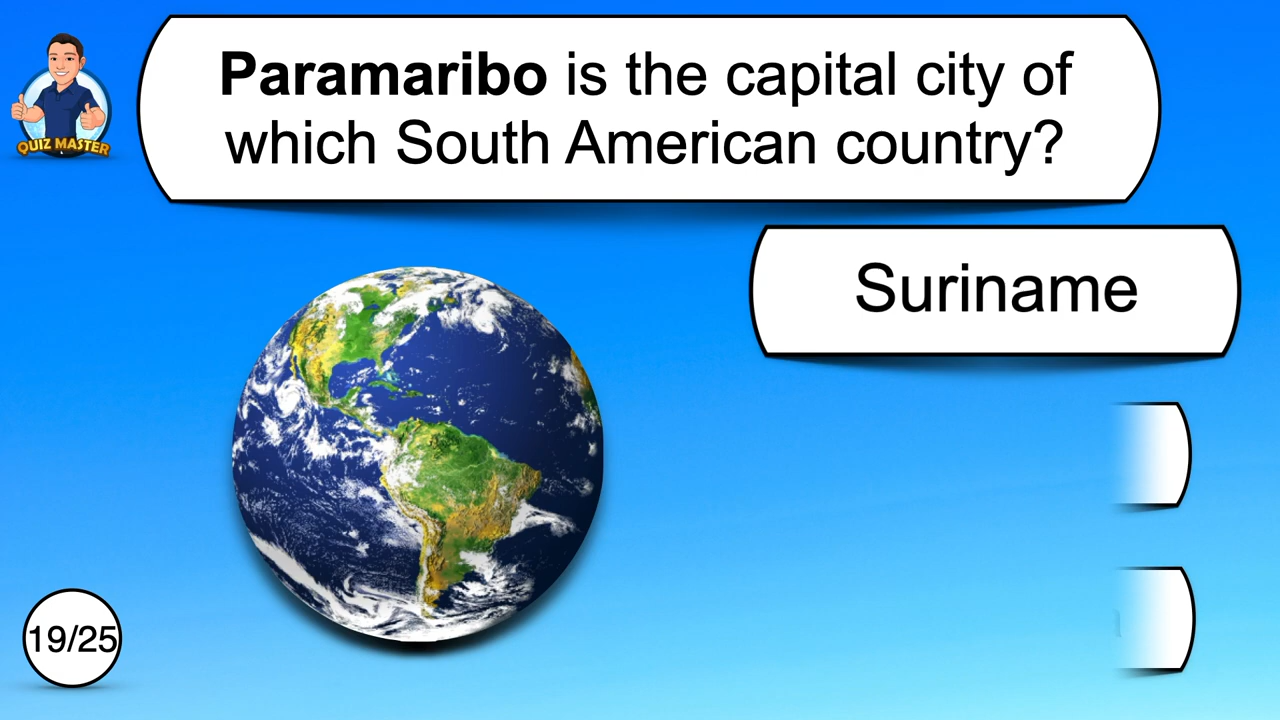 QUIZ MASTER
Paramaribo is the capital city of
which South American country?
Suriname
19/25